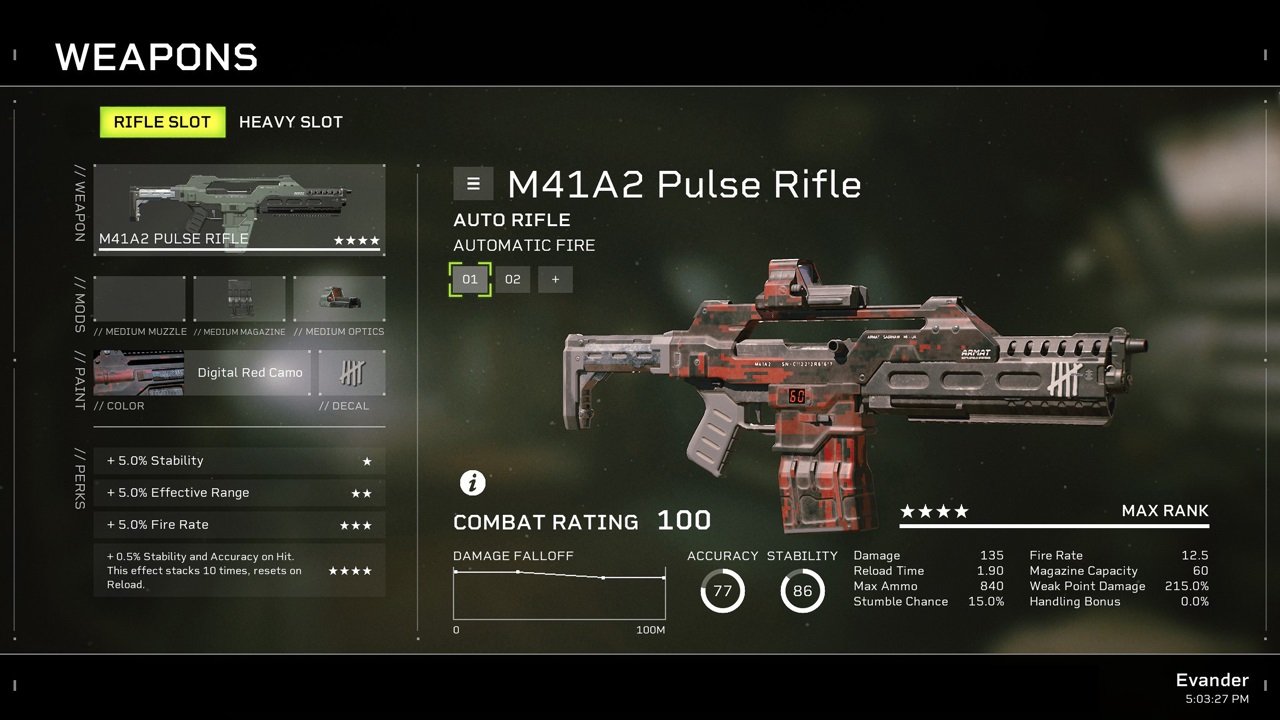 WEAPONS
RIFLE SLOT HEAVY SLOT
// WEAPON
M41A2 PULSE RIFLE ★★★★
// MODS
// MEDIUM MUZZLE // MEDIUM MAGAZINE // MEDIUM OPTICS
// PAINT
Digital Red Camo
// COLOR // DECAL
// PERKS
+ 5.0% Stability ★
+ 5.0% Effective Range ★★
+ 5.0% Fire Rate ★★★
+ 0.5% Stability and Accuracy on Hit.
This effect stacks 10 times, resets on ★★★★
Reload.
M41A2 Pulse Rifle
AUTO RIFLE
AUTOMATIC FIRE
01 02 +
ARMAT
M41A2
60
i
COMBAT RATING 100
★★★★ MAX RANK
DAMAGE FALLOFF
0 100M
ACCURACY STABILITY
77 86
Damage 135
Reload Time 1.90
Max Ammo 840
Stumble Chance 15.0%
Fire Rate 12.5
Magazine Capacity 60
Weak Point Damage 215.0%
Handling Bonus 0.0%
Evander
5:03:27 PM